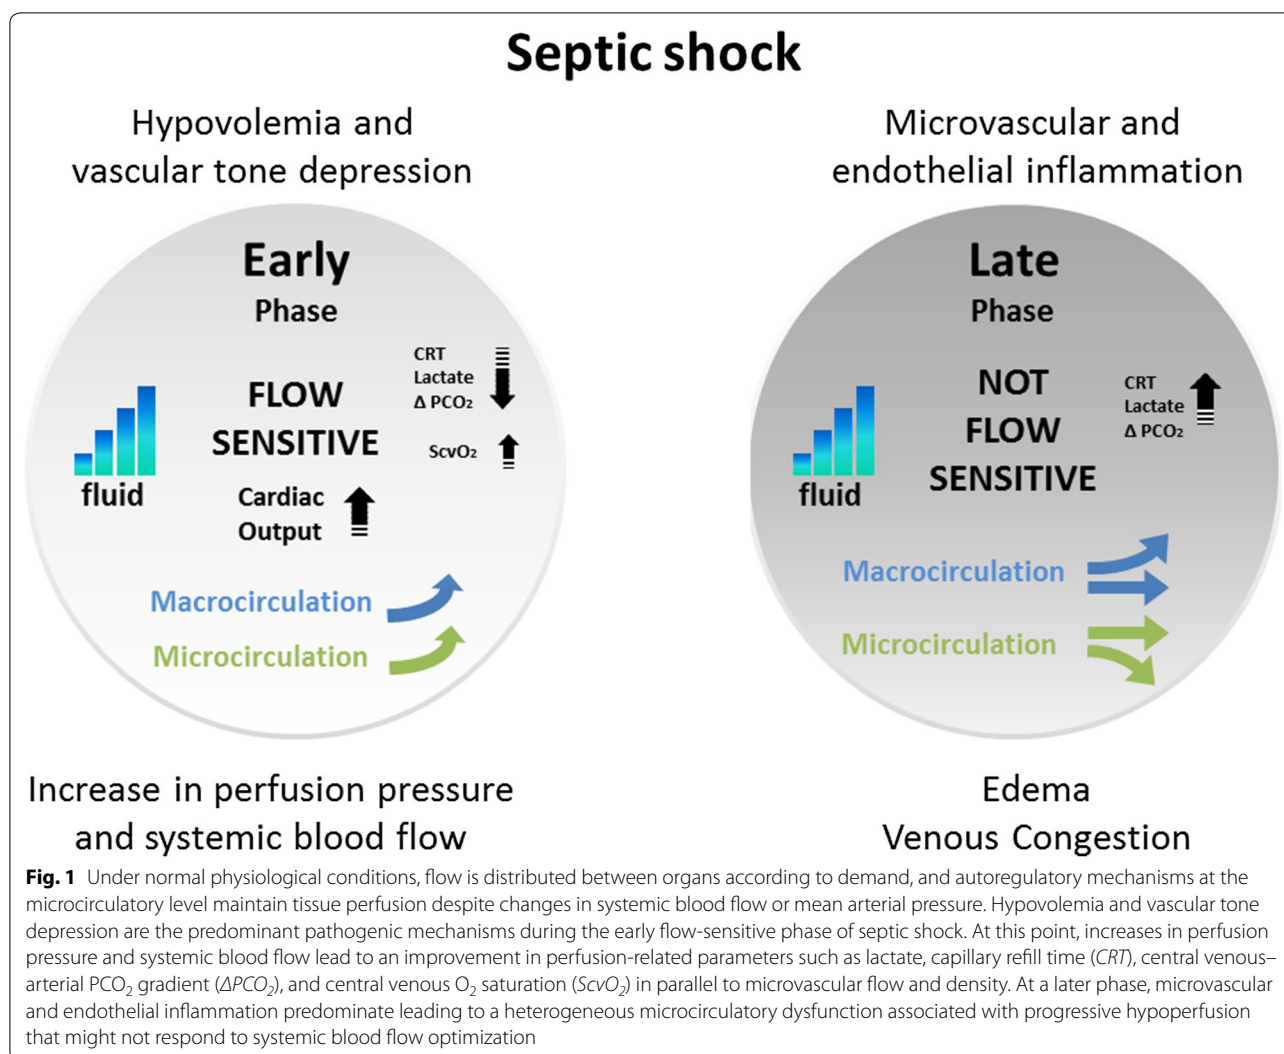 Septic shock
Hypovolemia and
vascular tone depression
Early
Phase
CRT
Lactate
Δ PCO₂
FLOW
SENSITIVE
ScvO₂
fluid
Cardiac
Output
Macrocirculation
Microcirculation
Increase in perfusion pressure
and systemic blood flow
Microvascular and
endothelial inflammation
Late
Phase
NOT
FLOW
SENSITIVE
CRT
Lactate
Δ PCO₂
fluid
Macrocirculation
Microcirculation
Edema
Venous Congestion
Fig. 1 Under normal physiological conditions, flow is distributed between organs according to demand, and autoregulatory mechanisms at the
microcirculatory level maintain tissue perfusion despite changes in systemic blood flow or mean arterial pressure. Hypovolemia and vascular tone
depression are the predominant pathogenic mechanisms during the early flow-sensitive phase of septic shock. At this point, increases in perfusion
pressure and systemic blood flow lead to an improvement in perfusion-related parameters such as lactate, capillary refill time (CRT), central venous–
arterial PCO₂ gradient (ΔPCO₂), and central venous O₂ saturation (ScvO₂) in parallel to microvascular flow and density. At a later phase, microvascular
and endothelial inflammation predominate leading to a heterogeneous microcirculatory dysfunction associated with progressive hypoperfusion
that might not respond to systemic blood flow optimization